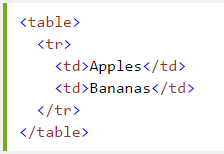 <table>
  <tr>
    <td>Apples</td>
    <td>Bananas</td>
  </tr>
</table>